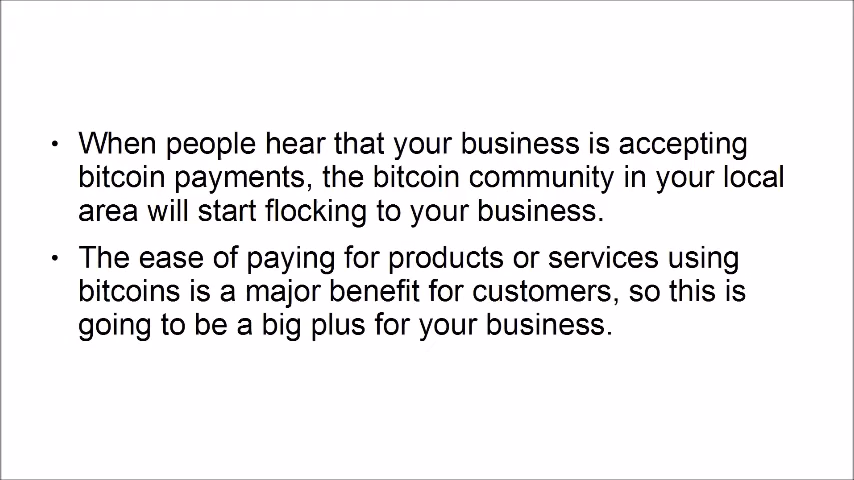 • When people hear that your business is accepting
bitcoin payments, the bitcoin community in your local
area will start flocking to your business.
• The ease of paying for products or services using
bitcoins is a major benefit for customers, so this is
going to be a big plus for your business.